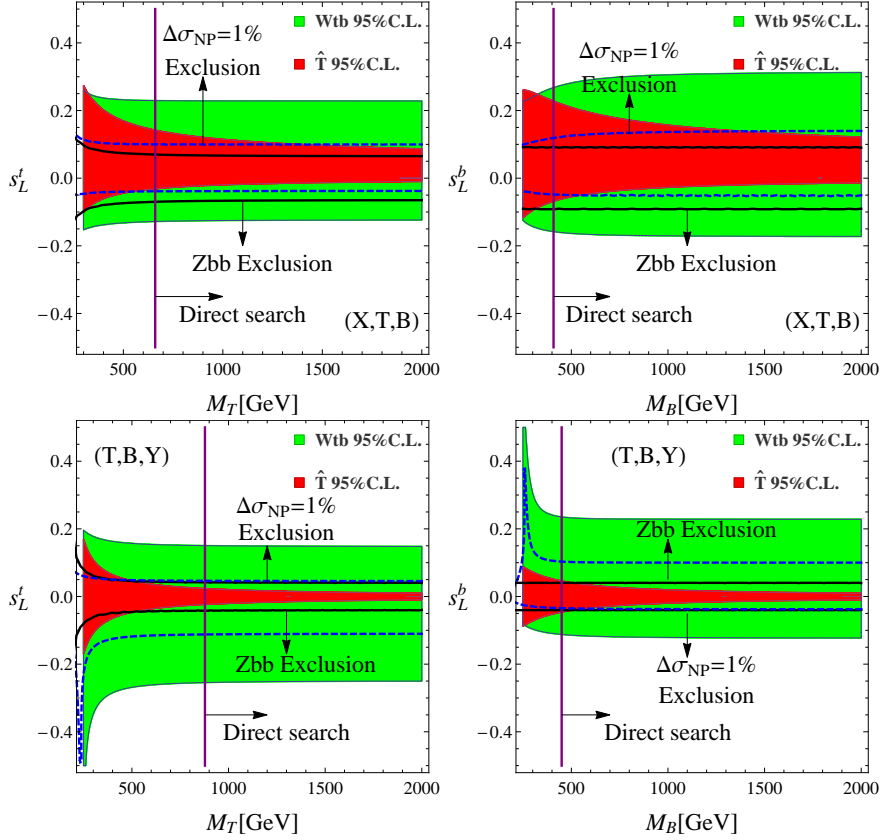 Wtb 95%C.L.
T̂ 95%C.L.
Δσ_NP=1%
Exclusion
Zbb Exclusion
Direct search
(X,T,B)
0.4
0.2
0.0
−0.2
−0.4
s_L^t
500
1000
1500
2000
M_T[GeV]
Wtb 95%C.L.
T̂ 95%C.L.
Δσ_NP=1%
Exclusion
Zbb Exclusion
Direct search
(X,T,B)
0.4
0.2
0.0
−0.2
−0.4
s_L^b
500
1000
1500
2000
M_B[GeV]
(T,B,Y)
Wtb 95%C.L.
T̂ 95%C.L.
Δσ_NP=1%
Exclusion
Zbb Exclusion
Direct search
0.4
0.2
0.0
−0.2
−0.4
s_L^t
500
1000
1500
2000
M_T[GeV]
(T,B,Y)
Wtb 95%C.L.
T̂ 95%C.L.
Zbb Exclusion
Δσ_NP=1%
Exclusion
Direct search
0.4
0.2
0.0
−0.2
−0.4
s_L^b
500
1000
1500
2000
M_B[GeV]